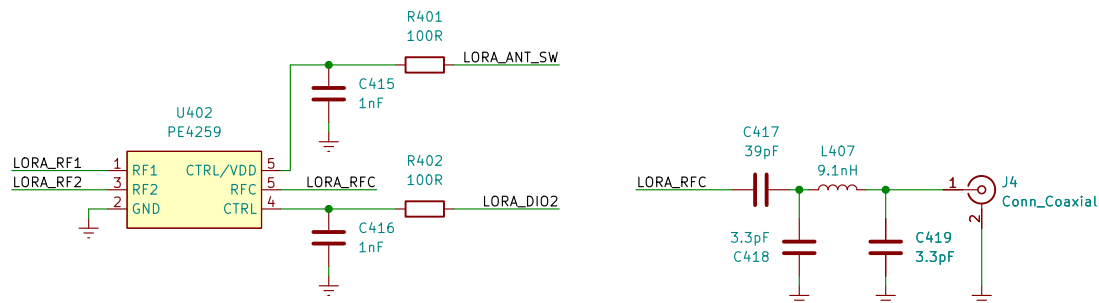 R401
100R
LORA_ANT_SW
C415
1nF
U402
PE4259
LORA_RF1
1
RF1
CTRL/VDD
5
LORA_RF2
3
RF2
RFC
5
LORA_RFC
2
GND
CTRL
4
R402
100R
LORA_DIO2
C416
1nF
C417
39pF
L407
9.1nH
LORA_RFC
1
J4
Conn_Coaxial
2
3.3pF
C418
C419
3.3pF